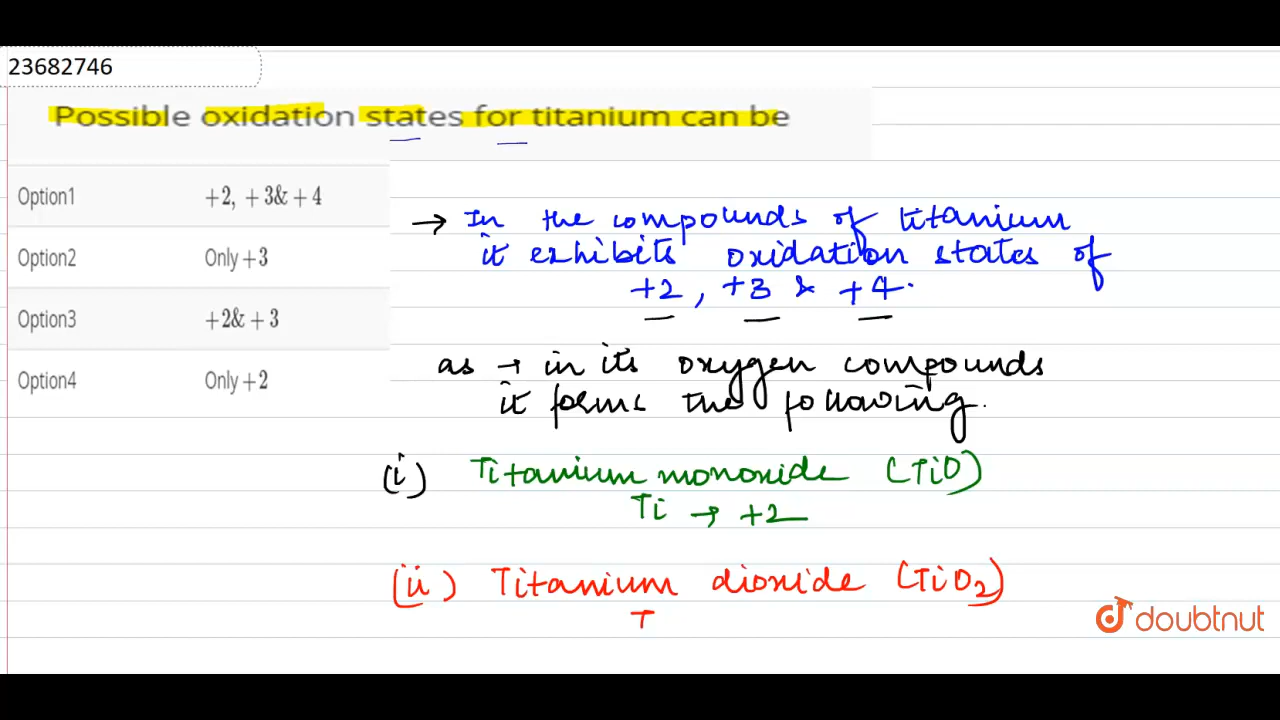 23682746
Possible oxidation states for titanium can be
Option1 +2, +3& +4
Option2 Only +3
Option3 +2& +3
Option4 Only +2
→ In the compounds of titanium
it exhibits oxidation states of
+2, +3 & +4.
as → in its oxygen compounds
it forms the following.
(i) Titanium monoxide (TiO)
Ti → +2
(ii) Titanium dioxide (TiO₂)
T
doubtnut